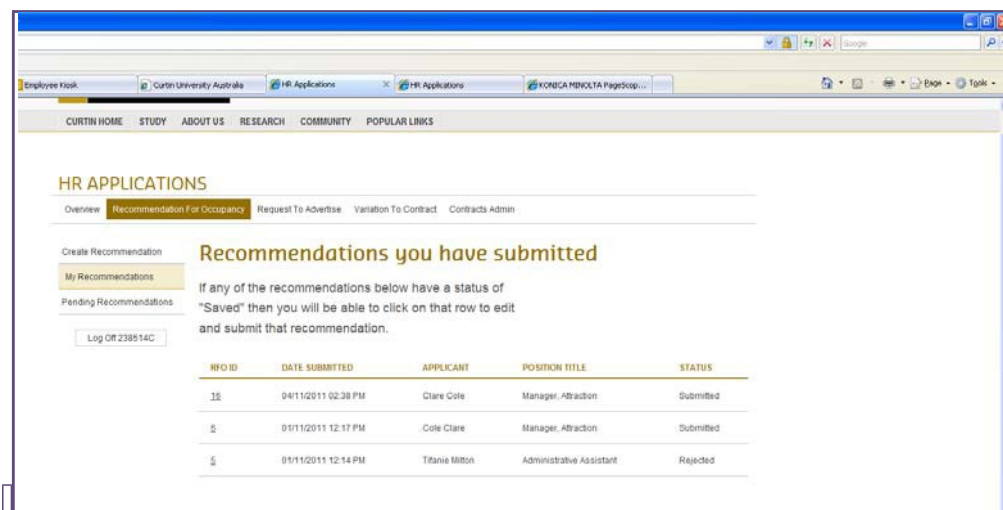 Google
Employee Kiosk
Curtin University Australia
HR Applications
HR Applications
KONICA MINOLTA PageScop...
Page
Tools
CURTIN HOME STUDY ABOUT US RESEARCH COMMUNITY POPULAR LINKS
HR APPLICATIONS
Overview Recommendation For Occupancy Request To Advertise Variation To Contract Contracts Admin
Create Recommendation
My Recommendations
Pending Recommendations
Log Off 238514C
Recommendations you have submitted
If any of the recommendations below have a status of
"Saved" then you will be able to click on that row to edit
and submit that recommendation.
RFO ID DATE SUBMITTED APPLICANT POSITION TITLE STATUS
16 04/11/2011 02:38 PM Clare Cole Manager, Attraction Submitted
5 01/11/2011 12:17 PM Cole Clare Manager, Attraction Submitted
5 01/11/2011 12:14 PM Tifanie Mitton Administrative Assistant Rejected